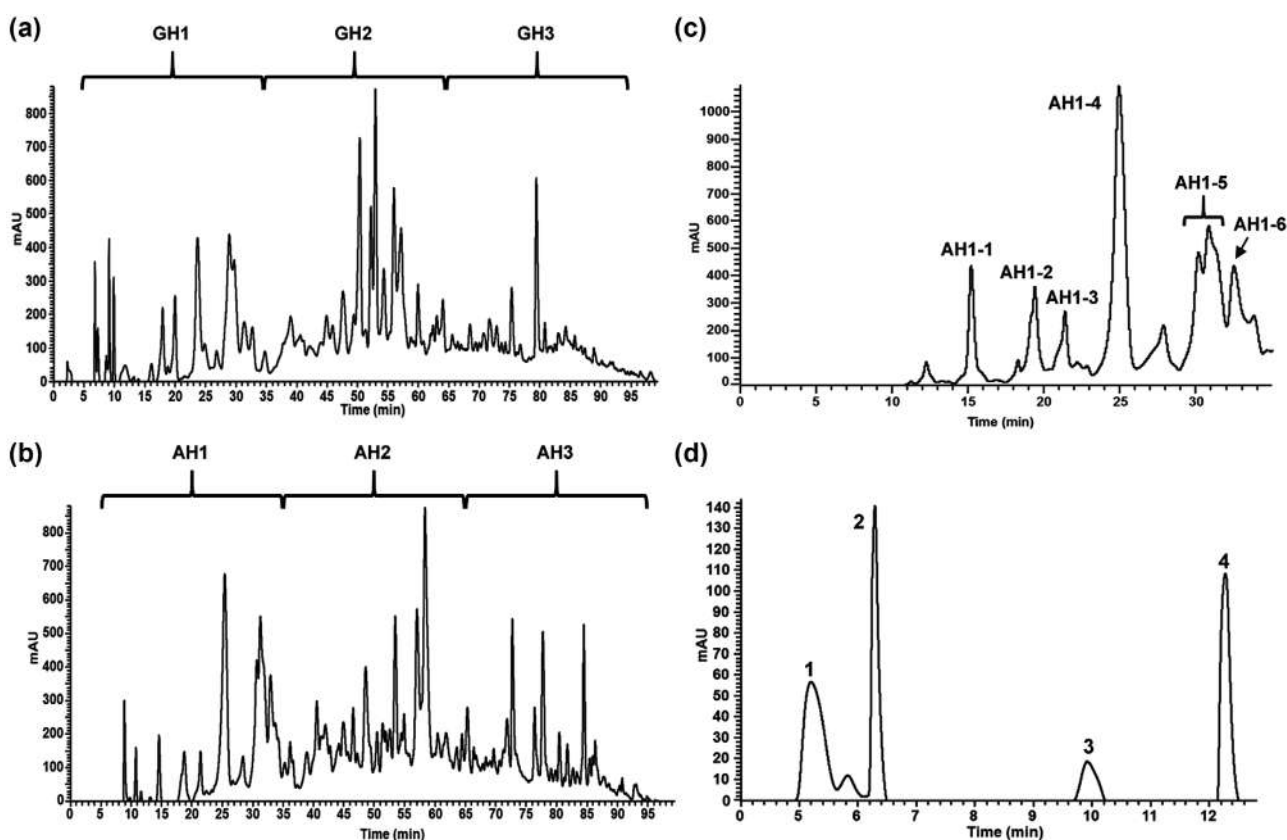 (a)
GH1 GH2 GH3
800
700
600
500
400
300
200
100
0
mAU
0 5 10 15 20 25 30 35 40 45 50 55 60 65 70 75 80 85 90 95
Time (min)
(b)
AH1 AH2 AH3
800
700
600
500
400
300
200
100
0
mAU
0 5 10 15 20 25 30 35 40 45 50 55 60 65 70 75 80 85 90 95
Time (min)
(c)
1000
900
800
700
600
500
400
300
200
100
0
mAU
AH1-1
AH1-2
AH1-3
AH1-4
AH1-5
AH1-6
0 5 10 15 20 25 30
Time (min)
(d)
140
130
120
110
100
90
80
70
60
50
40
30
20
10
0
mAU
1
2
3
4
5 6 7 8 9 10 11 12
Time (min)